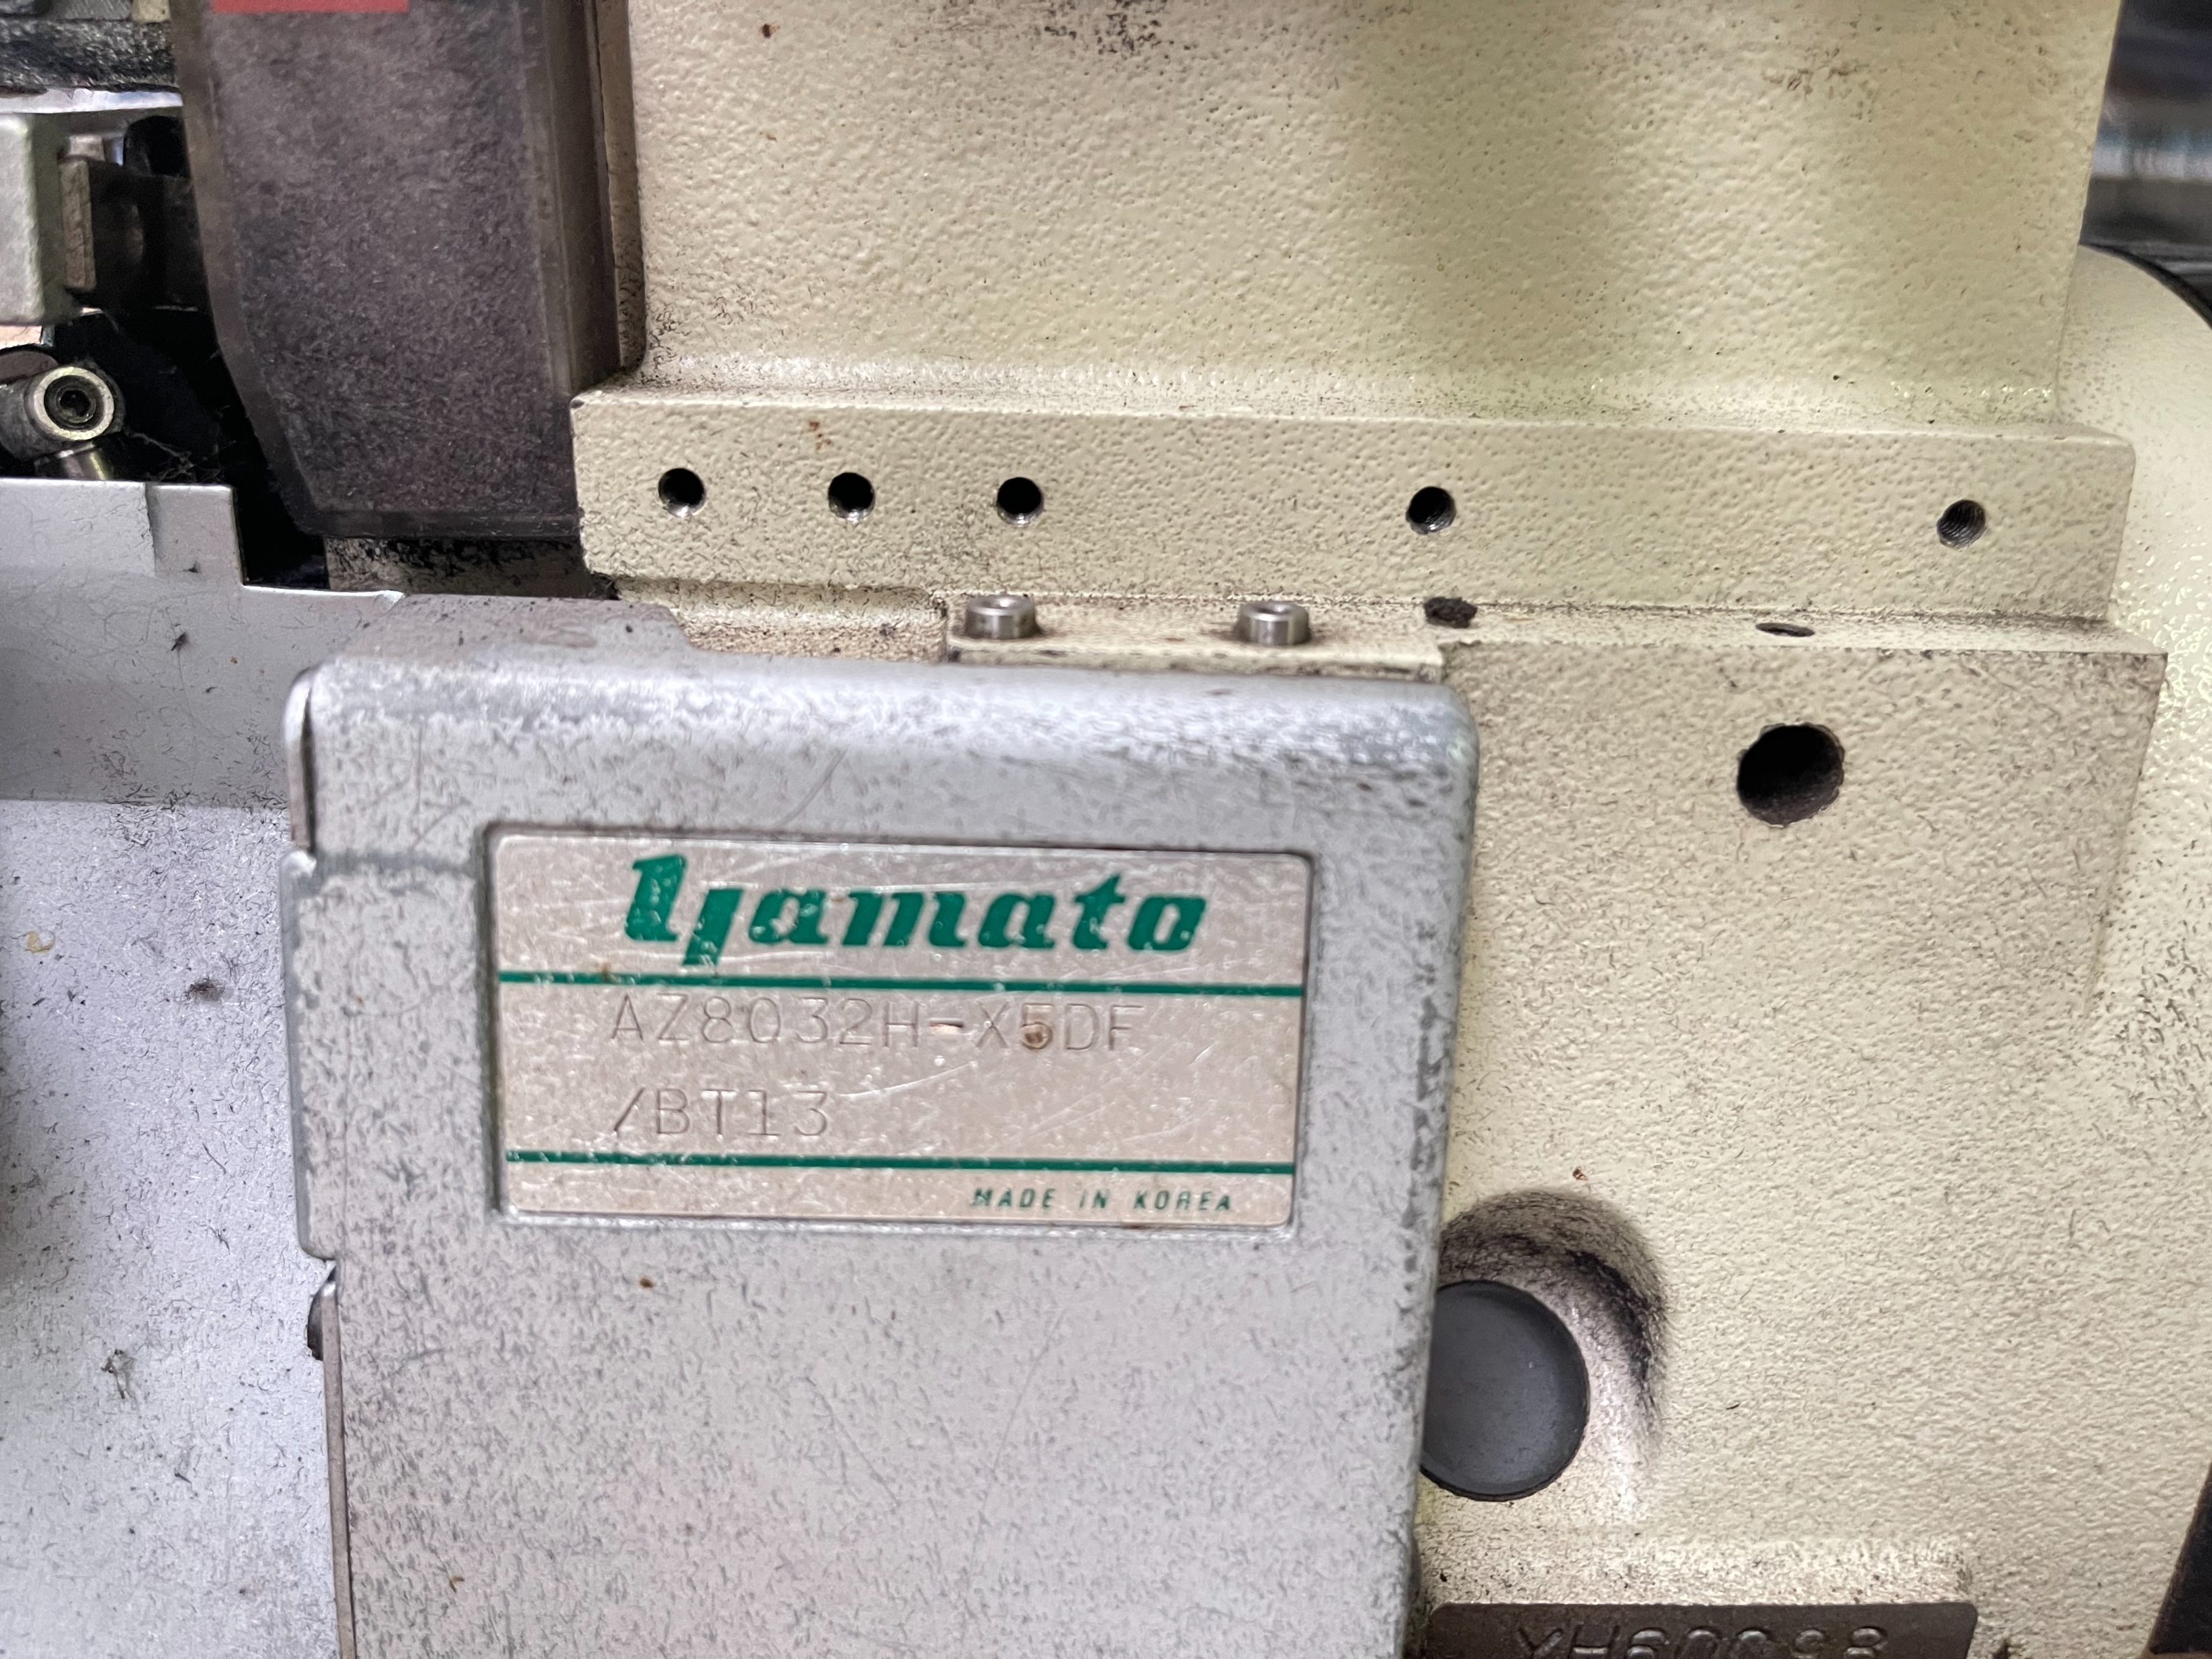 Yamato
AZ8032H-X5DF
/BT13
MADE IN KOREA